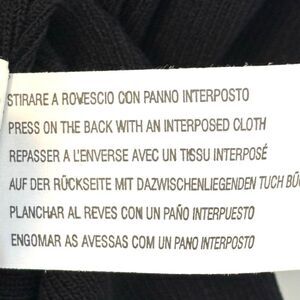 STIRARE A ROVESCIO CON PANNO INTERPOSTO
PRESS ON THE BACK WITH AN INTERPOSED CLOTH
REPASSER A L'ENVERSE AVEC UN TISSU INTERPOSÉ
AUF DER RÜCKSEITE MIT DAZWISCHENLIEGENDEN TUCH BÜ
PLANCHAR AL REVES CON UN PAÑO INTERPUESTO
ENGOMAR AS AVESSAS COM UN PANO INTERPOSTO